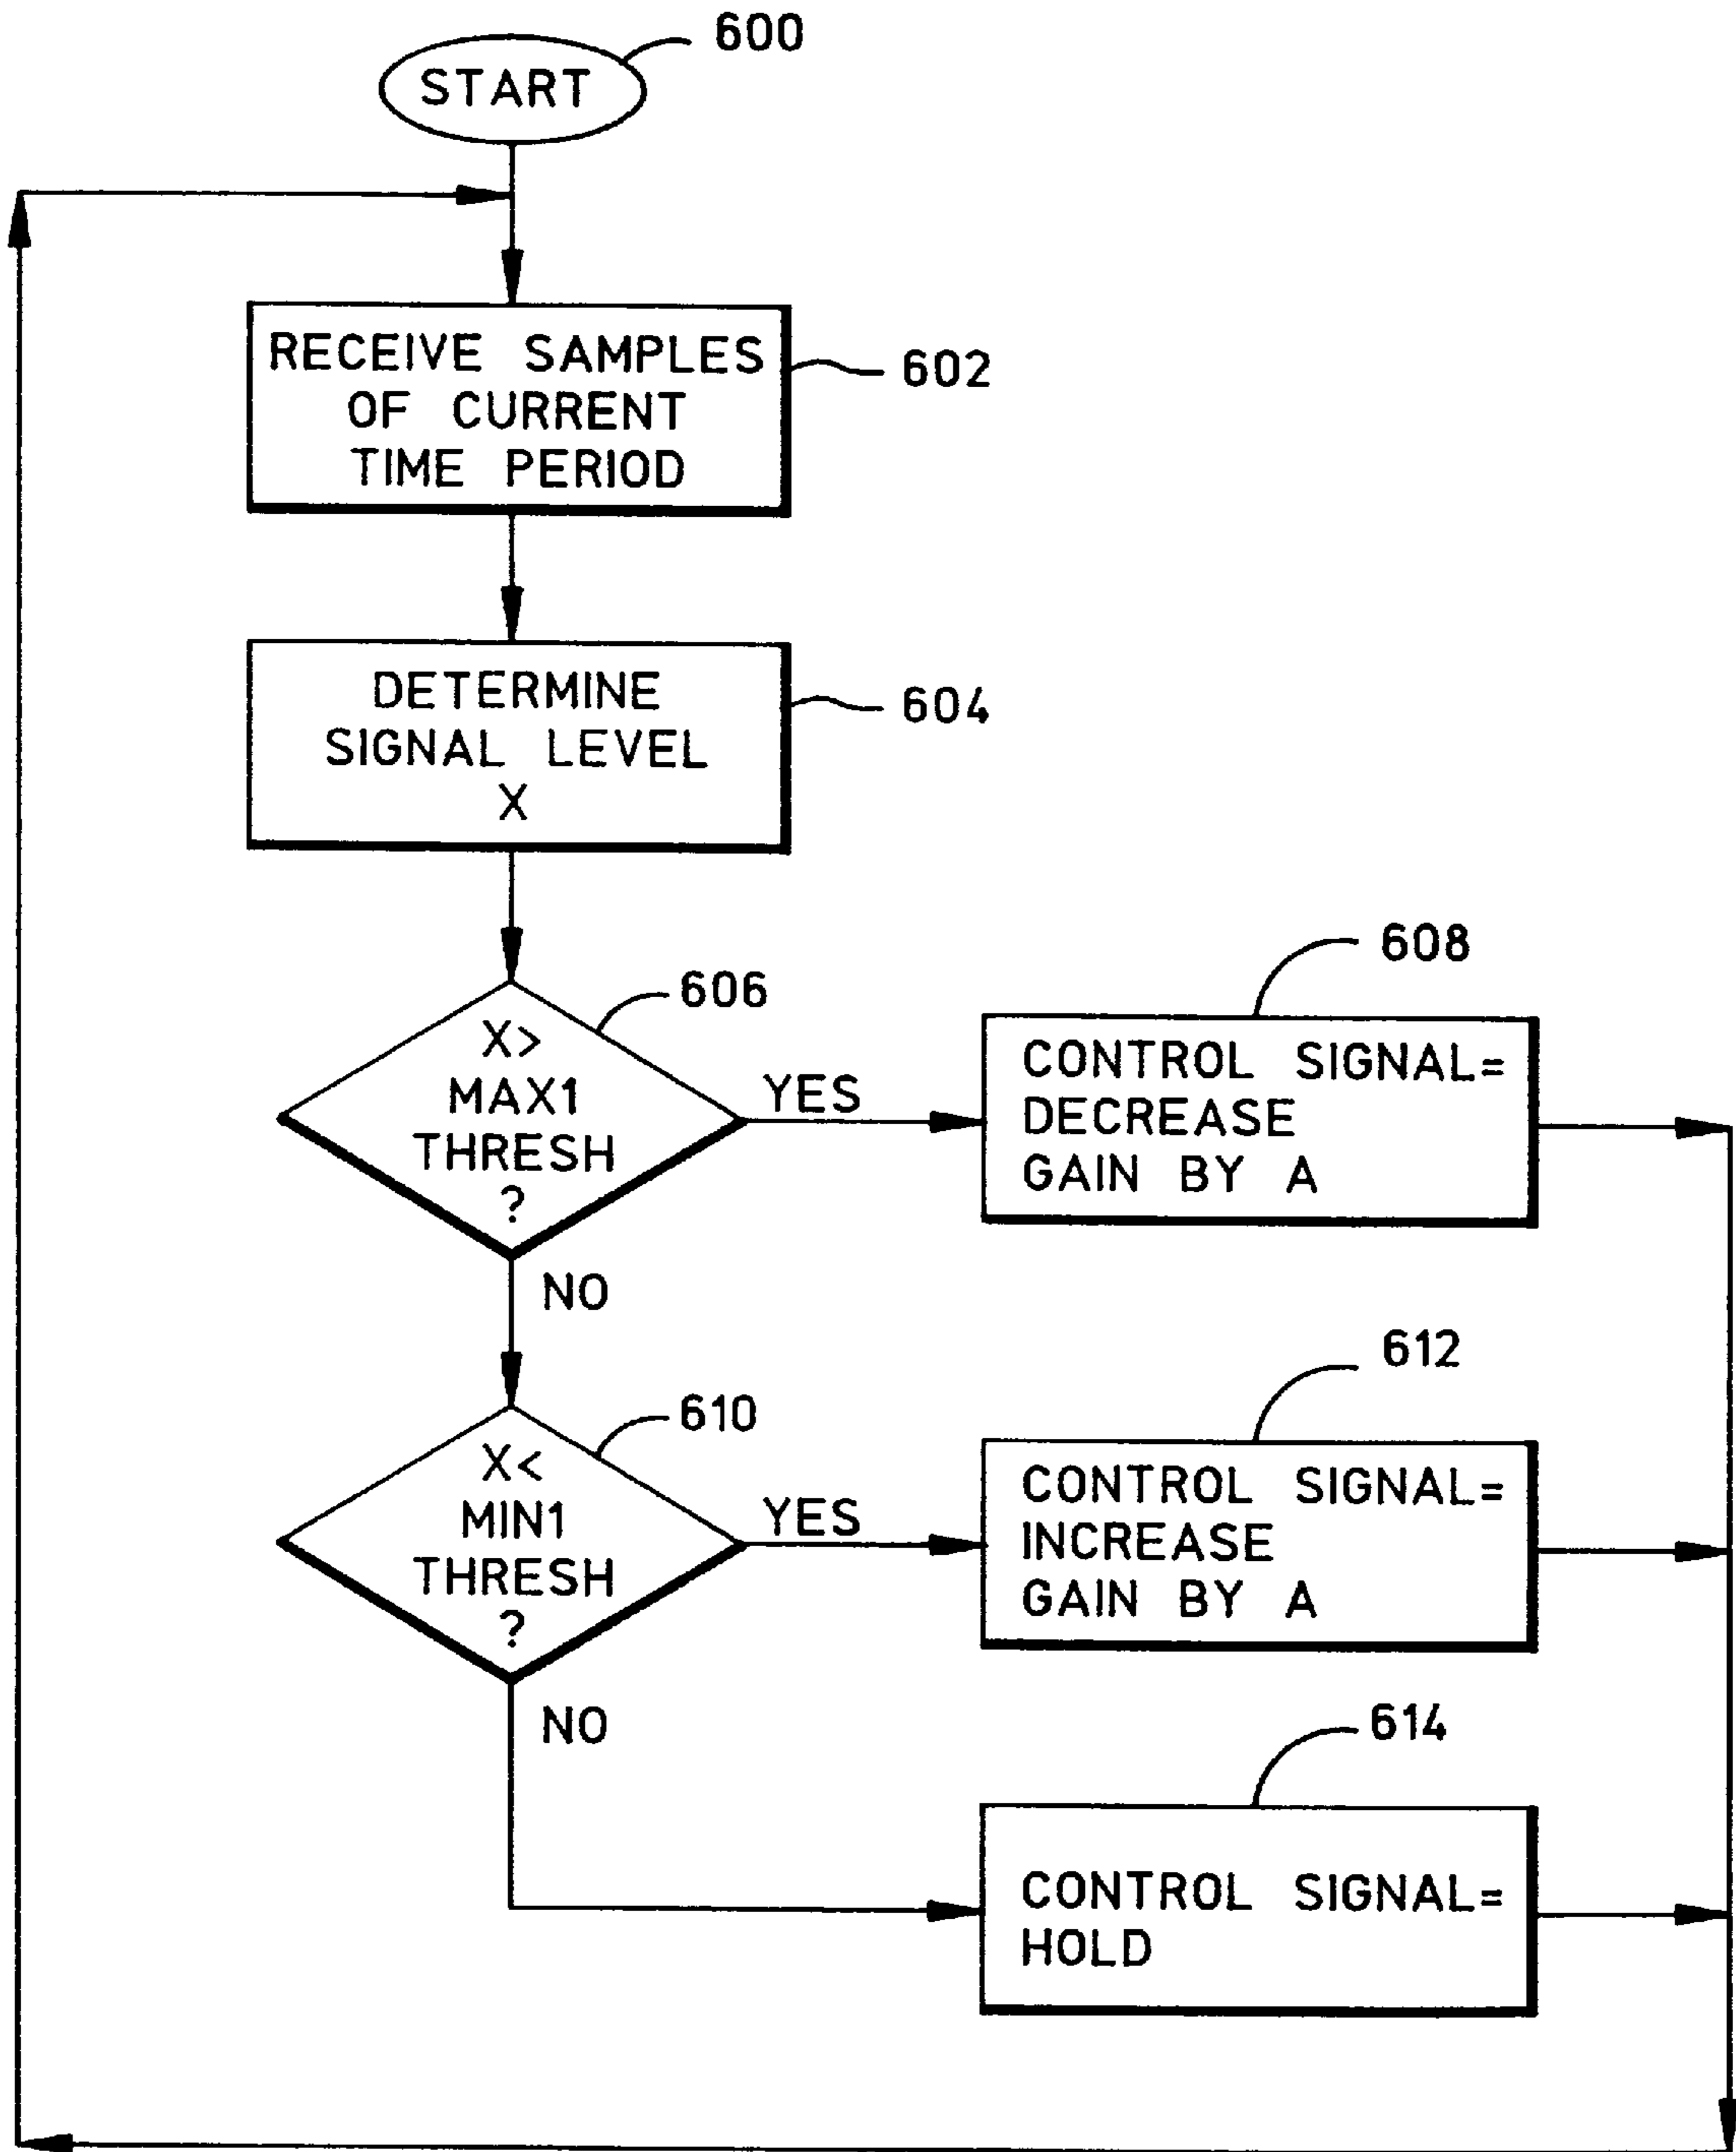 600
START
RECEIVE SAMPLES
OF CURRENT
TIME PERIOD
602
DETERMINE
SIGNAL LEVEL
X
604
606
X>
MAX1
THRESH
?
YES
608
CONTROL SIGNAL=
DECREASE
GAIN BY A
NO
610
X<
MIN1
THRESH
?
YES
612
CONTROL SIGNAL=
INCREASE
GAIN BY A
NO
614
CONTROL SIGNAL=
HOLD